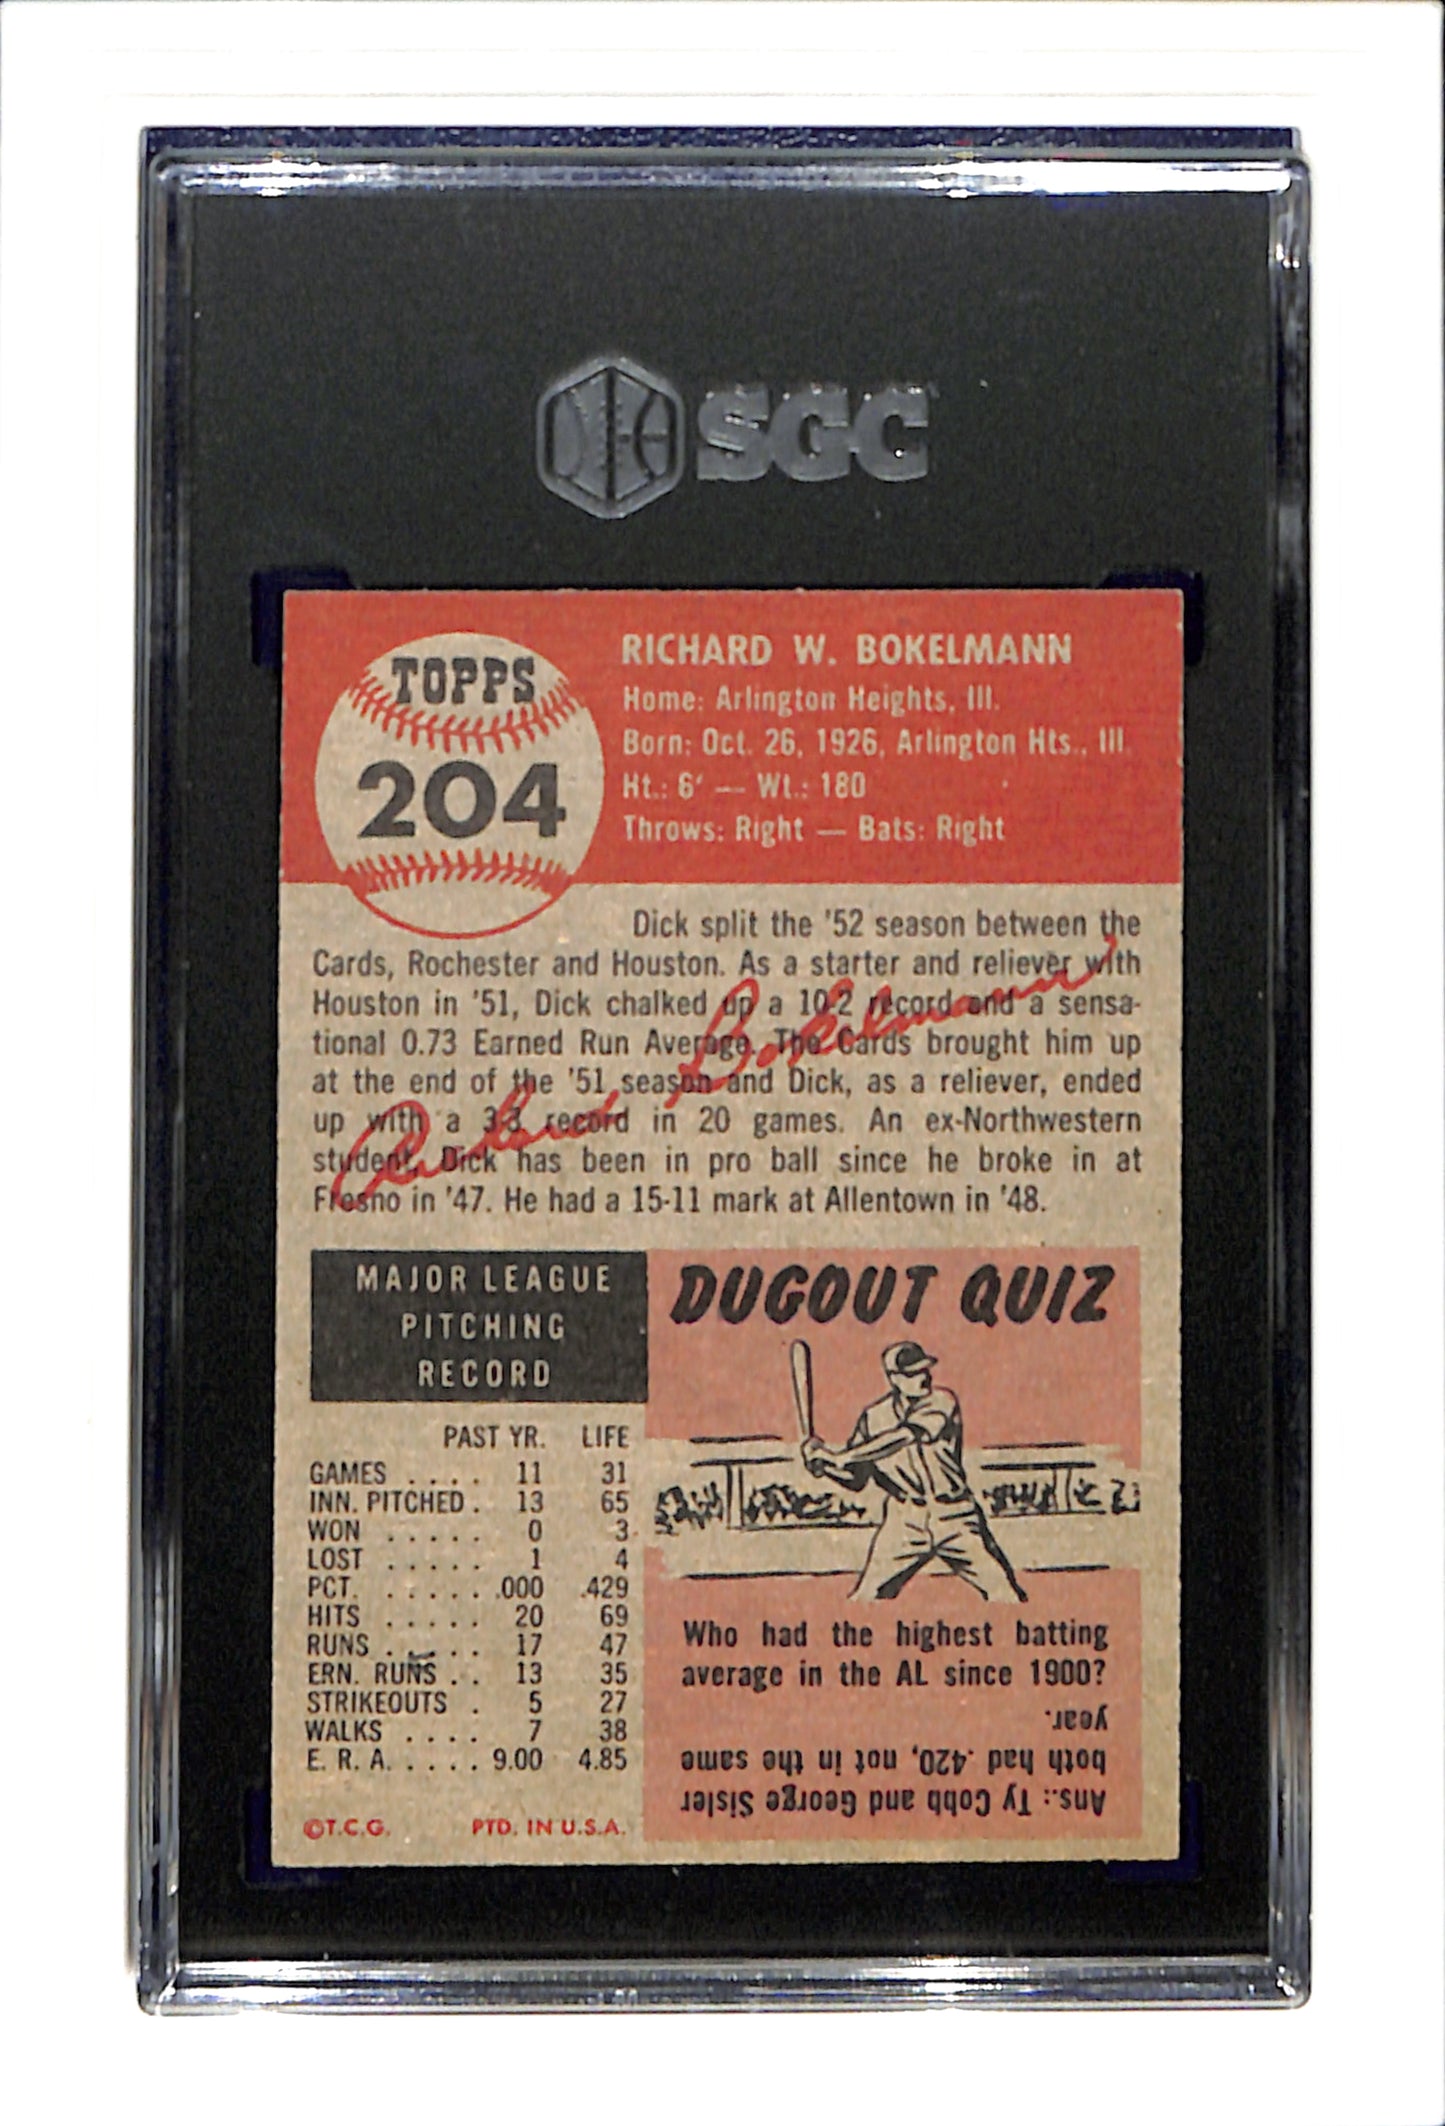 SGC
TOPPS
204
RICHARD W. BOKELMANN
Home: Arlington Heights, Ill.
Born: Oct. 26, 1926, Arlington Hts., Ill.
Ht.: 6' — Wt.: 180
Throws: Right — Bats: Right
Dick split the '52 season between the
Cards, Rochester and Houston. As a starter and reliever with
Houston in '51, Dick chalked up a 10-2 record and a sensa-
tional 0.73 Earned Run Average. The Cards brought him up
at the end of the '51 season and Dick, as a reliever, ended
up with a 3-3 record in 20 games. An ex-Northwestern
student, Dick has been in pro ball since he broke in at
Fresno in '47. He had a 15-11 mark at Allentown in '48.
Richard Bokelmann
MAJOR LEAGUE
PITCHING
RECORD
PAST YR. LIFE
GAMES . . . . 11 31
INN. PITCHED . 13 65
WON . . . . . 0 3
LOST . . . . . 1 4
PCT. . . . . . .000 .429
HITS . . . . . 20 69
RUNS . . . . . 17 47
ERN. RUNS . . 13 35
STRIKEOUTS . 5 27
WALKS . . . . 7 38
E. R. A. . . . . 9.00 4.85
©T.C.G. PTD. IN U.S.A.
DUGOUT QUIZ
Who had the highest batting
average in the AL since 1900?
Ans.: Ty Cobb and George Sisler
both had .420, not in the same
year.